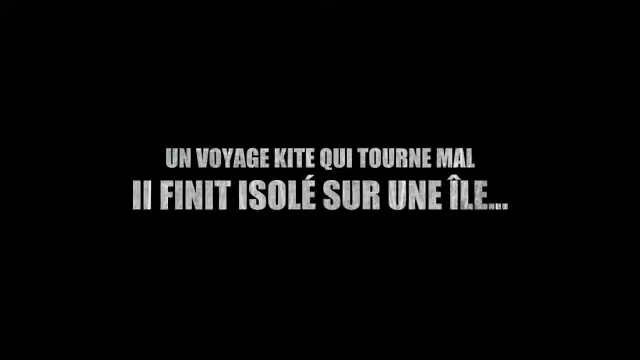 UN VOYAGE KITE QUI TOURNE MAL
Il FINIT ISOLÉ SUR UNE ÎLE...